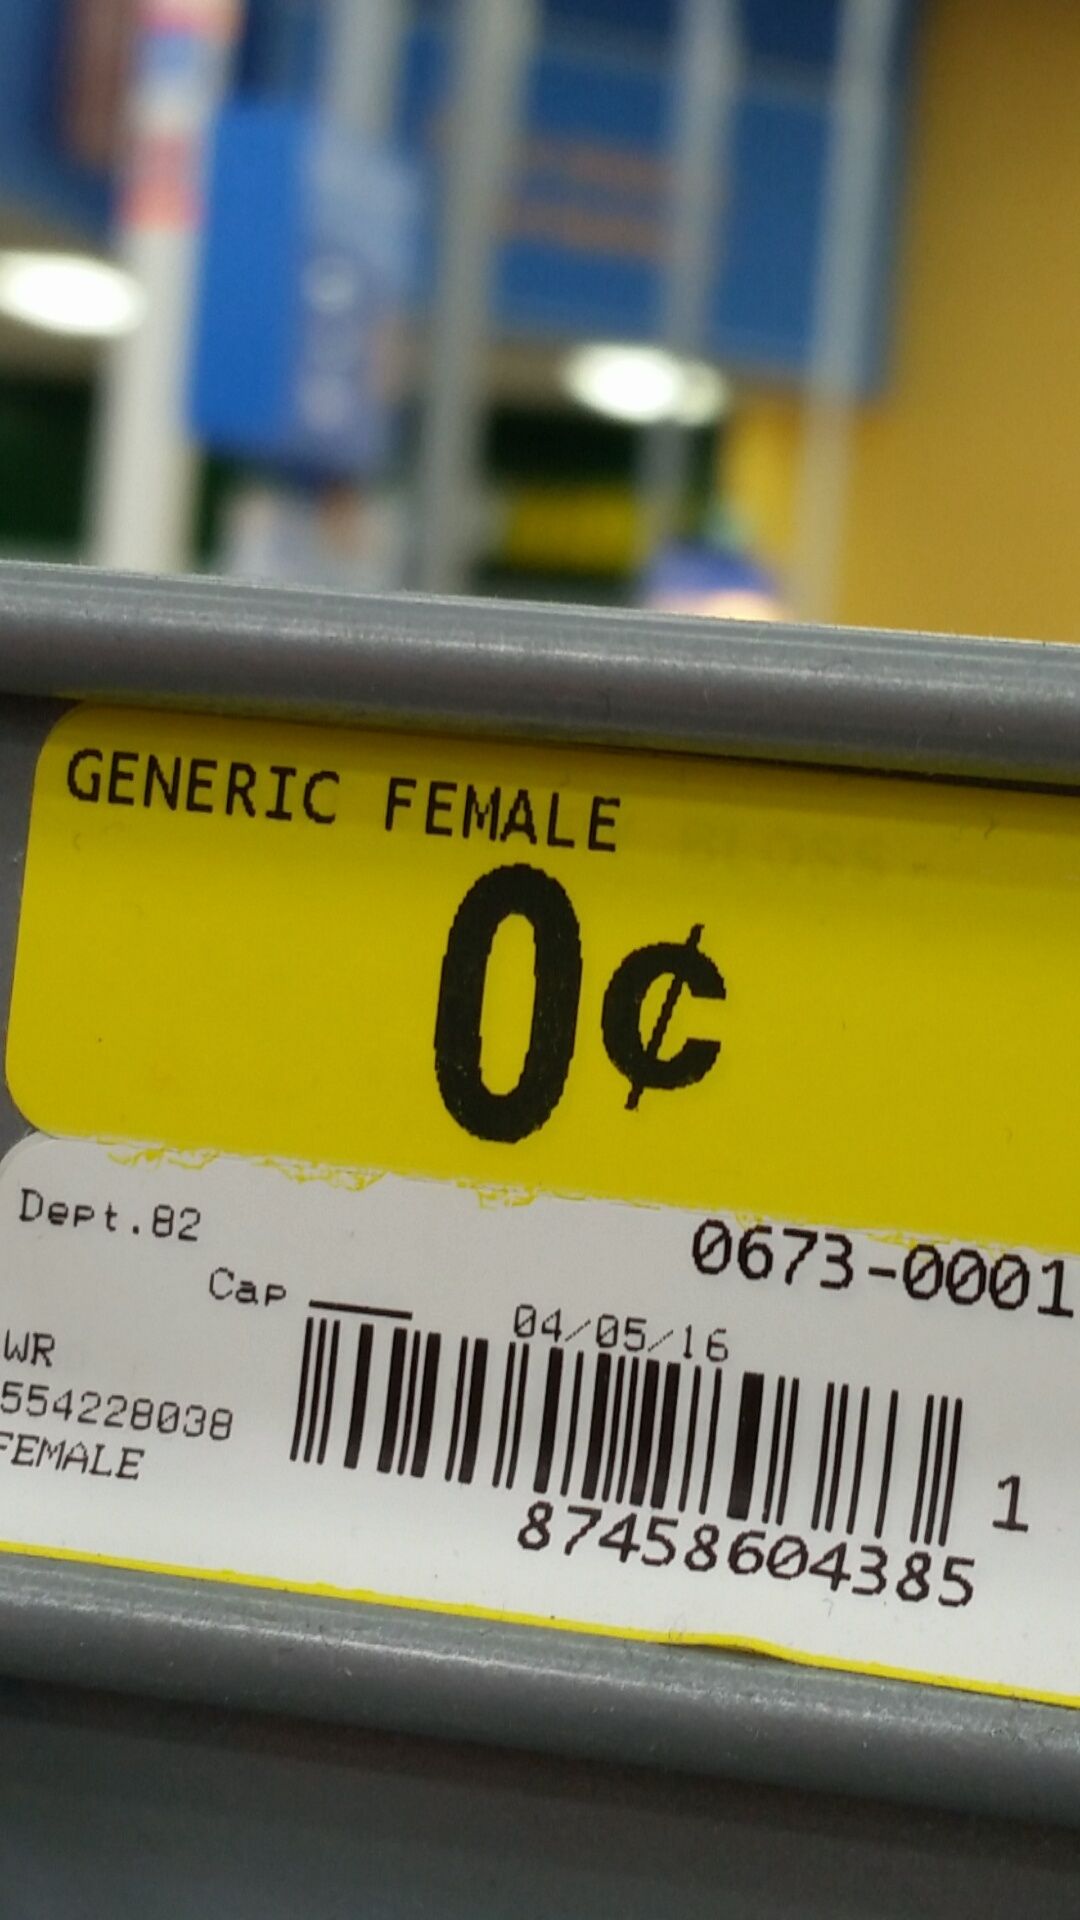 GENERIC FEMALE
0¢
Dept.82
0673-0001
Cap
04/05/16
WR
554228038
FEMALE
1
87458604385